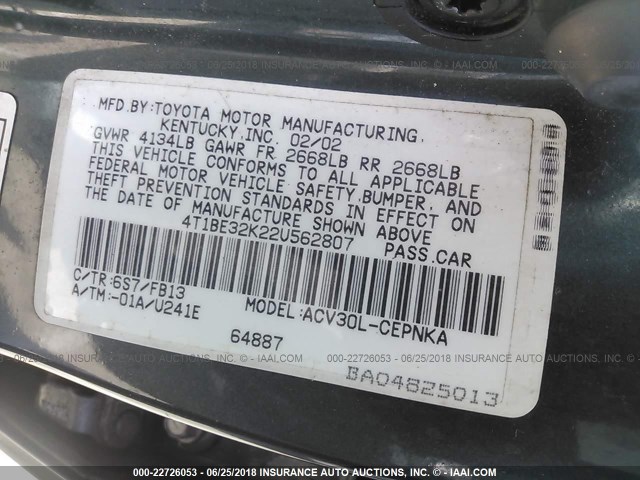 MFD.BY:TOYOTA MOTOR MANUFACTURING,
KENTUCKY,INC. 02/02
GVWR 4134LB GAWR FR 2668LB RR 2668LB
THIS VEHICLE CONFORMS TO ALL APPLICABLE
FEDERAL MOTOR VEHICLE SAFETY,BUMPER, AND
THEFT PREVENTION STANDARDS IN EFFECT ON
THE DATE OF MANUFACTURE SHOWN ABOVE
4T1BE32K22U562807 PASS.CAR
C/TR:6S7/FB13
A/TM:-01A/U241E MODEL:ACV30L-CEPNKA
64887
BA04825013
000-22726053 - 06/25/2018 INSURANCE AUTO AUCTIONS - © - IAAI.COM